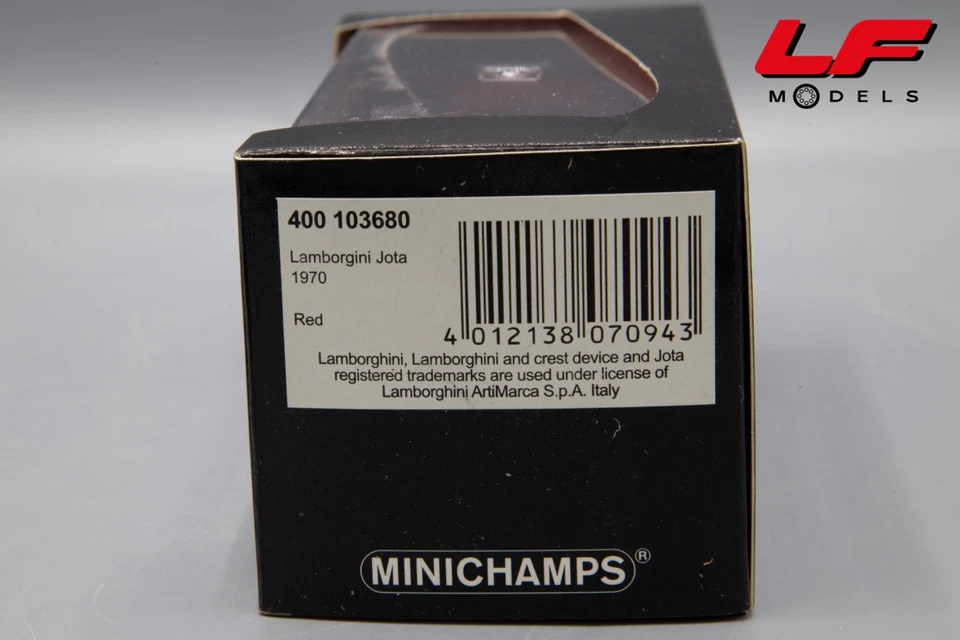 LF
MODELS
400 103680
Lamborgini Jota
1970
Red
4 012138 070943
Lamborghini, Lamborghini and crest device and Jota
registered trademarks are used under license of
Lamborghini ArtiMarca S.p.A. Italy
MINICHAMPS®